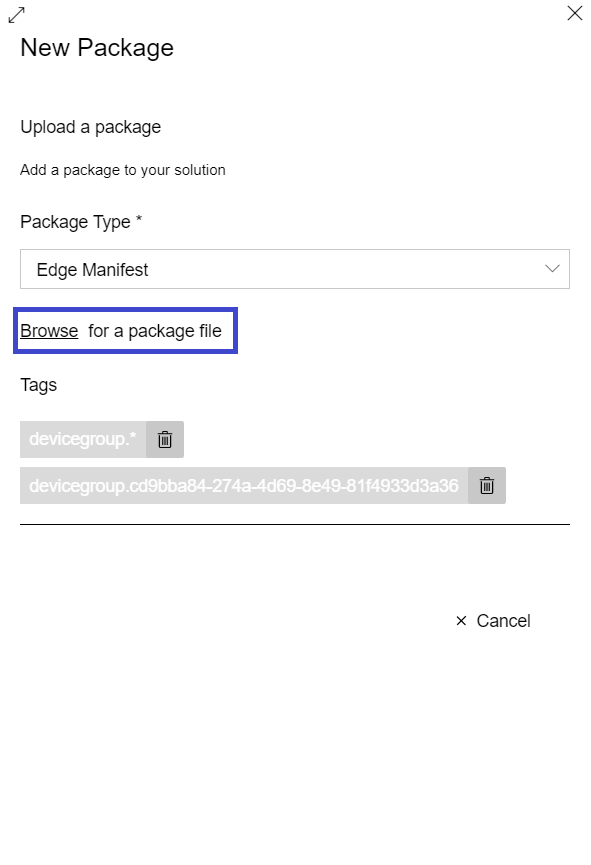 New Package
Upload a package
Add a package to your solution
Package Type *
Edge Manifest
Browse for a package file
Tags
devicegroup.*
devicegroup.cd9bba84-274a-4d69-8e49-81f4933d3a36
Cancel